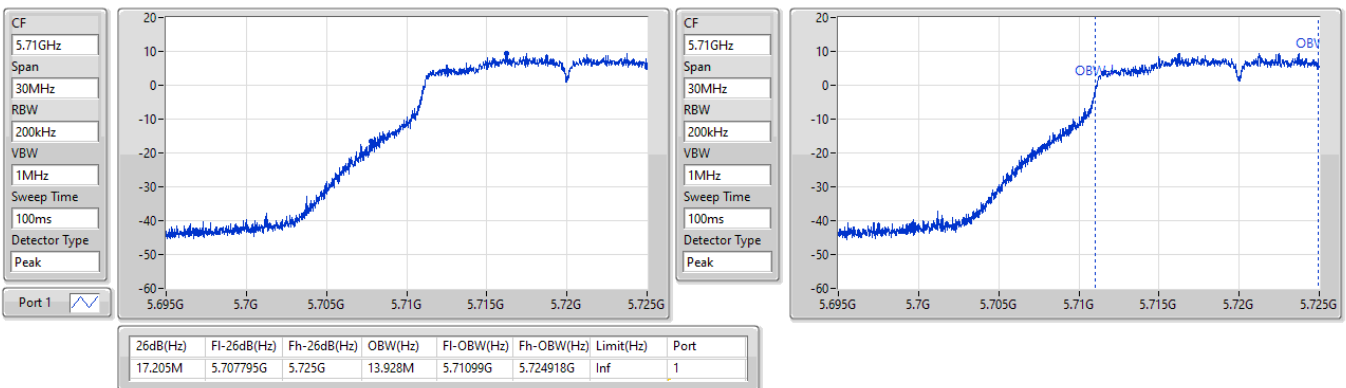 CF
5.71GHz
Span
30MHz
RBW
200kHz
VBW
1MHz
Sweep Time
100ms
Detector Type
Peak
Port 1
20
10
0
-10
-20
-30
-40
-50
-60
5.695G 5.7G 5.705G 5.71G 5.715G 5.72G 5.725G
CF
5.71GHz
Span
30MHz
RBW
200kHz
VBW
1MHz
Sweep Time
100ms
Detector Type
Peak
20
10
0
-10
-20
-30
-40
-50
-60
OBW
OBW
5.695G 5.7G 5.705G 5.71G 5.715G 5.72G 5.725G
26dB(Hz) Fl-26dB(Hz) Fh-26dB(Hz) OBW(Hz) Fl-OBW(Hz) Fh-OBW(Hz) Limit(Hz) Port
17.205M 5.707795G 5.725G 13.928M 5.71099G 5.724918G Inf 1